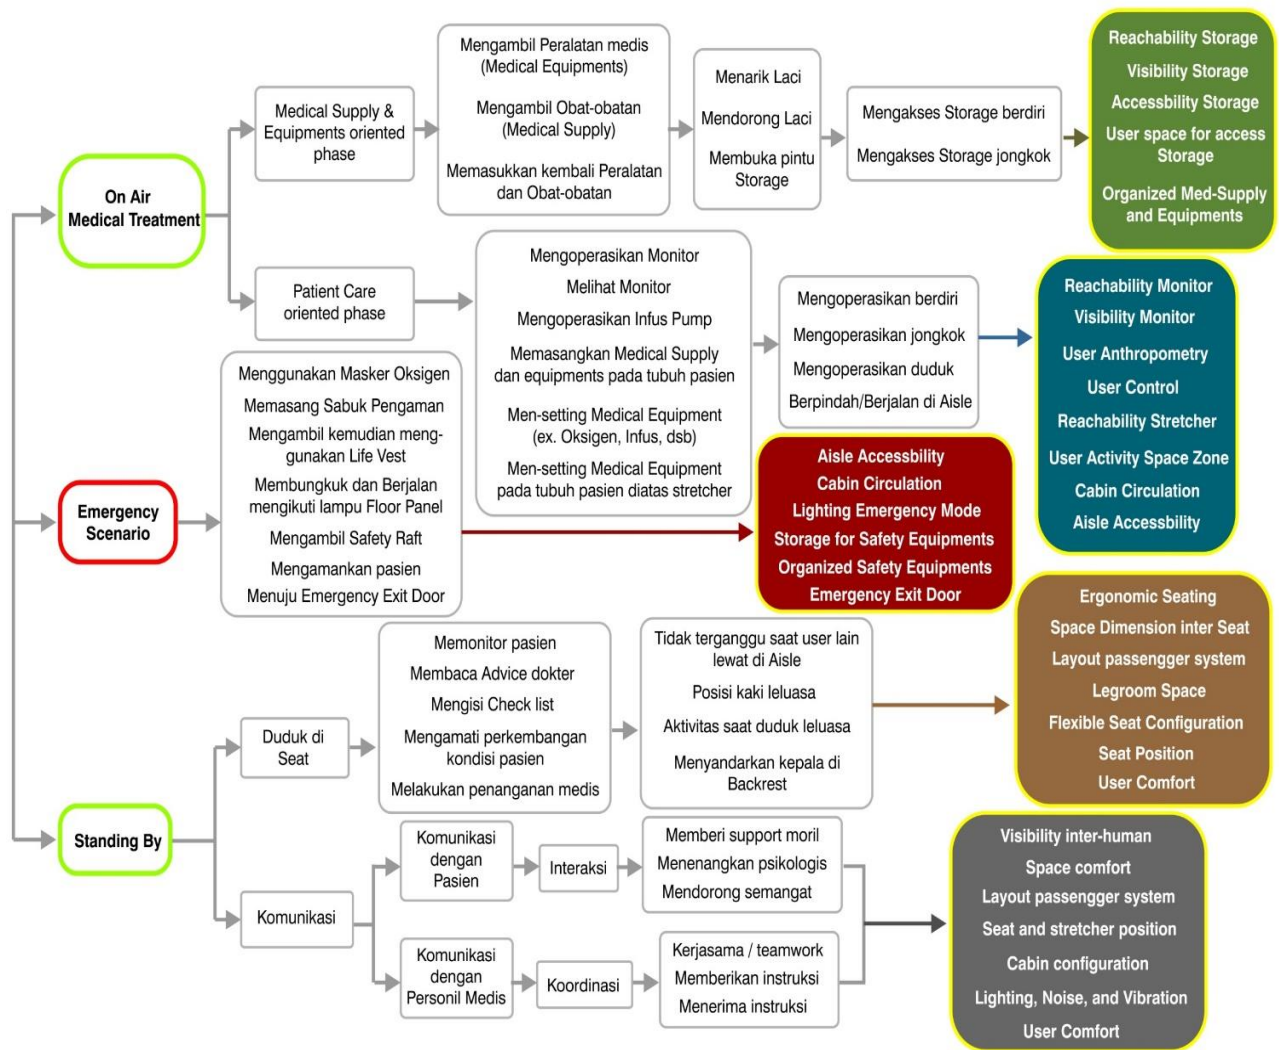 On Air
Medical Treatment
Medical Supply &
Equipments oriented
phase
Mengambil Peralatan medis
(Medical Equipments)
Mengambil Obat-obatan
(Medical Supply)
Memasukkan kembali Peralatan
dan Obat-obatan
Menarik Laci
Mendorong Laci
Membuka pintu
Storage
Mengakses Storage berdiri
Mengakses Storage jongkok
Reachability Storage
Visibility Storage
Accessbility Storage
User space for access
Storage
Organized Med-Supply
and Equipments
Patient Care
oriented phase
Mengoperasikan Monitor
Melihat Monitor
Mengoperasikan Infus Pump
Memasangkan Medical Supply
dan equipments pada tubuh pasien
Men-setting Medical Equipment
(ex. Oksigen, Infus, dsb)
Men-setting Medical Equipment
pada tubuh pasien diatas stretcher
Mengoperasikan berdiri
Mengoperasikan jongkok
Mengoperasikan duduk
Berpindah/Berjalan di Aisle
Reachability Monitor
Visibility Monitor
User Anthropometry
User Control
Reachability Stretcher
User Activity Space Zone
Cabin Circulation
Aisle Accessbility
Emergency
Scenario
Menggunakan Masker Oksigen
Memasang Sabuk Pengaman
Mengambil kemudian meng-
gunakan Life Vest
Membungkuk dan Berjalan
mengikuti lampu Floor Panel
Mengambil Safety Raft
Mengamankan pasien
Menuju Emergency Exit Door
Aisle Accessbility
Cabin Circulation
Lighting Emergency Mode
Storage for Safety Equipments
Organized Safety Equipments
Emergency Exit Door
Standing By
Duduk di
Seat
Memonitor pasien
Membaca Advice dokter
Mengisi Check list
Mengamati perkembangan
kondisi pasien
Melakukan penanganan medis
Tidak terganggu saat user lain
lewat di Aisle
Posisi kaki leluasa
Aktivitas saat duduk leluasa
Menyandarkan kepala di
Backrest
Ergonomic Seating
Space Dimension inter Seat
Layout passengger system
Legroom Space
Flexible Seat Configuration
Seat Position
User Comfort
Komunikasi
Komunikasi
dengan
Pasien
Interaksi
Memberi support moril
Menenangkan psikologis
Mendorong semangat
Komunikasi
dengan
Personil Medis
Koordinasi
Kerjasama / teamwork
Memberikan instruksi
Menerima instruksi
Visibility inter-human
Space comfort
Layout passengger system
Seat and stretcher position
Cabin configuration
Lighting, Noise, and Vibration
User Comfort